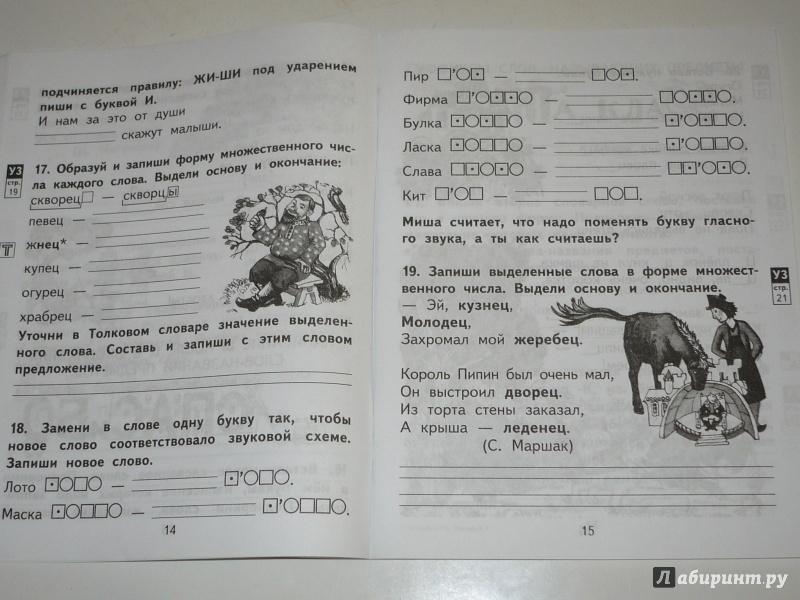 подчиняется правилу: ЖИ-ШИ под ударением
пиши с буквой И.
И нам за это от души
скажут малыши.
УЗ
стр.
19
17. Образуй и запиши форму множественного чис-
ла каждого слова. Выдели основу и окончание:
скворец — скворцы
певец —
Т
жнец* —
купец —
огурец —
храбрец —
Уточни в Толковом словаре значение выделен-
ного слова. Составь и запиши с этим словом
предложение.
18. Замени в слове одну букву так, чтобы
новое слово соответствовало звуковой схеме.
Запиши новое слово.
Лото —
Маска —
14
Пир —
Фирма —
Булка —
Ласка —
Слава —
Кит —
Миша считает, что надо поменять букву гласно-
го звука, а ты как считаешь?
19. Запиши выделенные слова в форме множест-
венного числа. Выдели основу и окончание.
УЗ
стр.
21
— Эй, кузнец,
Молодец,
Захромал мой жеребец.
Король Пипин был очень мал,
Он выстроил дворец.
Из торта стены заказал,
А крыша — леденец.
(С. Маршак)
15
Лабиринт.ру